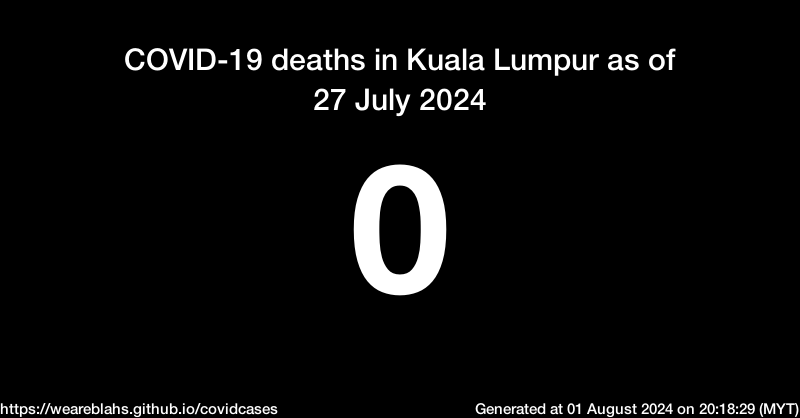 COVID-19 deaths in Kuala Lumpur as of
27 July 2024
0
https://weareblahs.github.io/covidcases
Generated at 01 August 2024 on 20:18:29 (MYT)